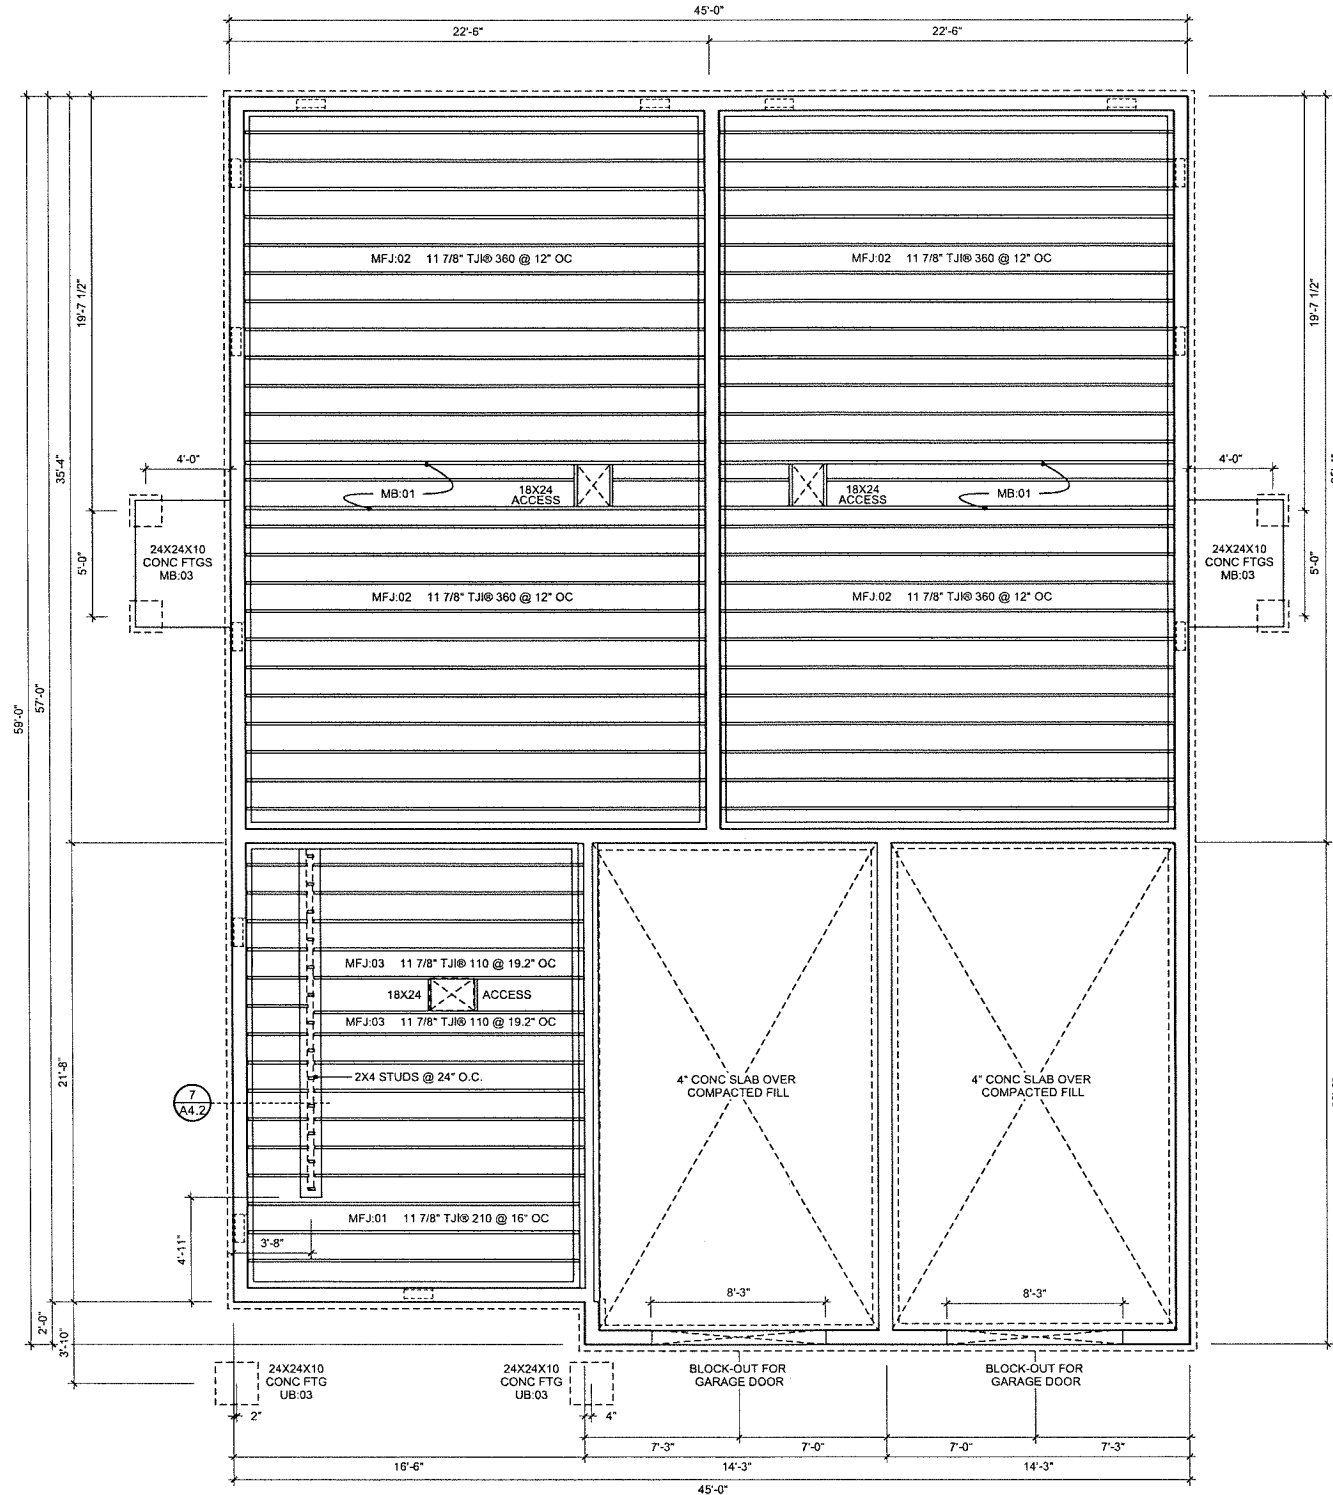 45'-0"
22'-6"
22'-6"
MFJ:02 11 7/8" TJI® 360 @ 12" OC
MFJ:02 11 7/8" TJI® 360 @ 12" OC
19'-7 1/2"
19'-7 1/2"
35'-4"
4'-0"
4'-0"
MB:01
18X24
ACCESS
18X24
ACCESS
MB:01
24X24X10
CONC FTGS
MB:03
5'-0"
24X24X10
CONC FTGS
MB:03
5'-0"
MFJ:02 11 7/8" TJI® 360 @ 12" OC
MFJ:02 11 7/8" TJI® 360 @ 12" OC
59'-0"
57'-0"
MFJ:03 11 7/8" TJI® 110 @ 19.2" OC
18X24 ACCESS
MFJ:03 11 7/8" TJI® 110 @ 19.2" OC
21'-8"
2X4 STUDS @ 24" O.C.
7
A4.2
4" CONC SLAB OVER
COMPACTED FILL
4" CONC SLAB OVER
COMPACTED FILL
MFJ:01 11 7/8" TJI® 210 @ 16" OC
3'-8"
4'-11"
8'-3"
8'-3"
2'-0"
3'-10"
24X24X10
CONC FTG
UB:03
24X24X10
CONC FTG
UB:03
BLOCK-OUT FOR
GARAGE DOOR
BLOCK-OUT FOR
GARAGE DOOR
2"
4"
7'-3"
7'-0"
7'-0"
7'-3"
16'-6"
14'-3"
14'-3"
45'-0"